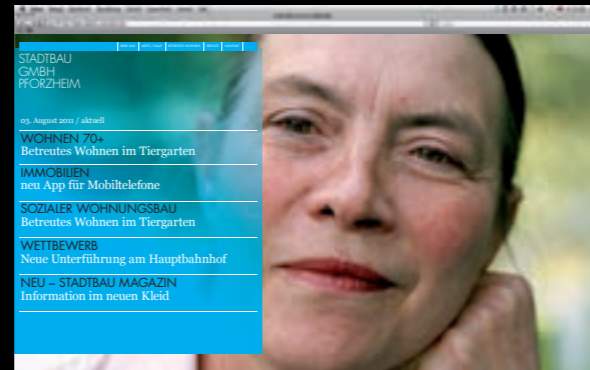 STADTBAU
GMBH
PFORZHEIM
03. August 2011 / aktuell
WOHNEN 70+
Betreutes Wohnen im Tiergarten
IMMOBILIEN
neu App für Mobiltelefone
SOZIALER WOHNUNGSBAU
Betreutes Wohnen im Tiergarten
WETTBEWERB
Neue Unterführung am Hauptbahnhof
NEU – STADTBAU MAGAZIN
Information im neuen Kleid